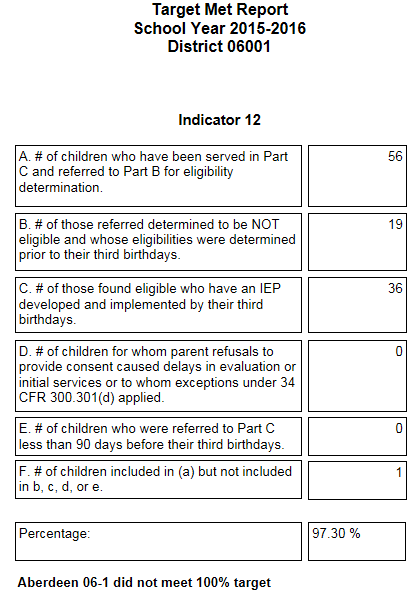 Target Met Report
School Year 2015-2016
District 06001
Indicator 12
A. # of children who have been served in Part
C and referred to Part B for eligibility
determination.
56
B. # of those referred determined to be NOT
eligible and whose eligibilities were determined
prior to their third birthdays.
19
C. # of those found eligible who have an IEP
developed and implemented by their third
birthdays.
36
D. # of children for whom parent refusals to
provide consent caused delays in evaluation or
initial services or to whom exceptions under 34
CFR 300.301(d) applied.
0
E. # of children who were referred to Part C
less than 90 days before their third birthdays.
0
F. # of children included in (a) but not included
in b, c, d, or e.
1
Percentage:
97.30 %
Aberdeen 06-1 did not meet 100% target